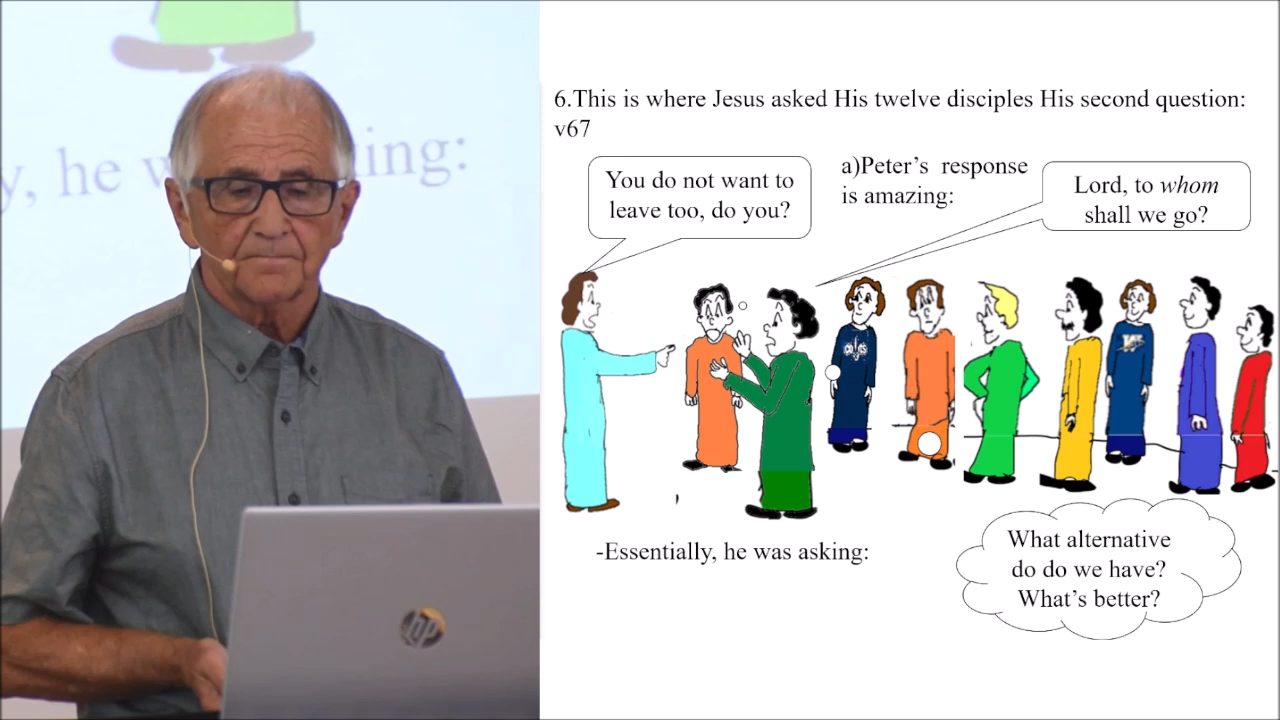 y, he w
ing:
6.This is where Jesus asked His twelve disciples His second question:
v67
You do not want to
leave too, do you?
a)Peter’s response
is amazing:
Lord, to whom
shall we go?
-Essentially, he was asking:
What alternative
do do we have?
What’s better?
hp